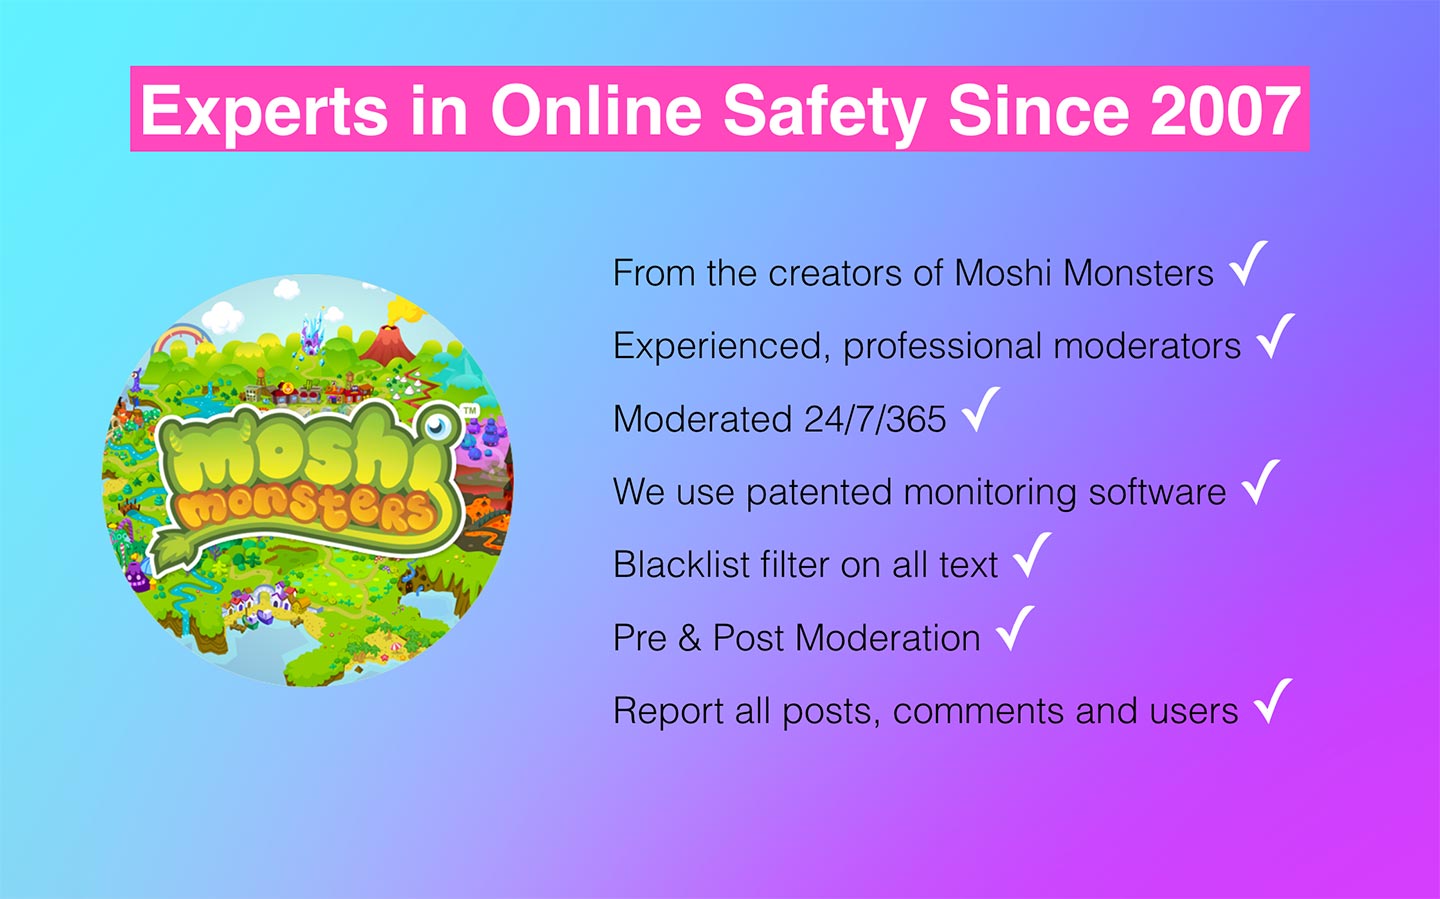 Experts in Online Safety Since 2007
From the creators of Moshi Monsters ✓
Experienced, professional moderators ✓
Moderated 24/7/365 ✓
We use patented monitoring software ✓
Blacklist filter on all text ✓
Pre & Post Moderation ✓
Report all posts, comments and users ✓
moshi
monsters
TM